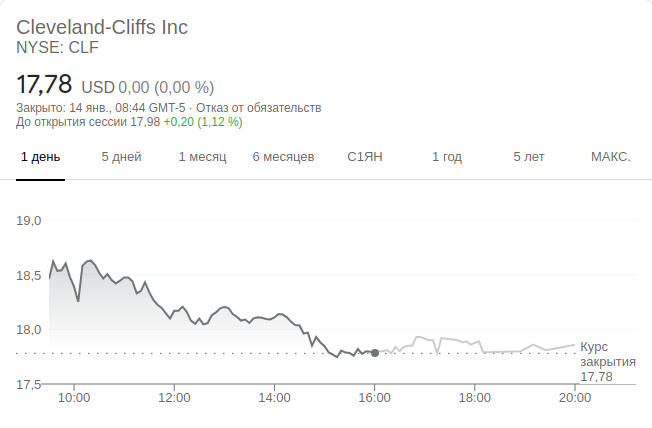 Cleveland-Cliffs Inc
NYSE: CLF
17,78 USD 0,00 (0,00 %)
Закрыто: 14 янв., 08:44 GMT-5 · Отказ от обязательств
До открытия сессии 17,98 +0,20 (1,12 %)
1 день 5 дней 1 месяц 6 месяцев С1ЯН 1 год 5 лет МАКС.
19,0
18,5
18,0
Курс
закрытия
17,78
17,5
10:00 12:00 14:00 16:00 18:00 20:00